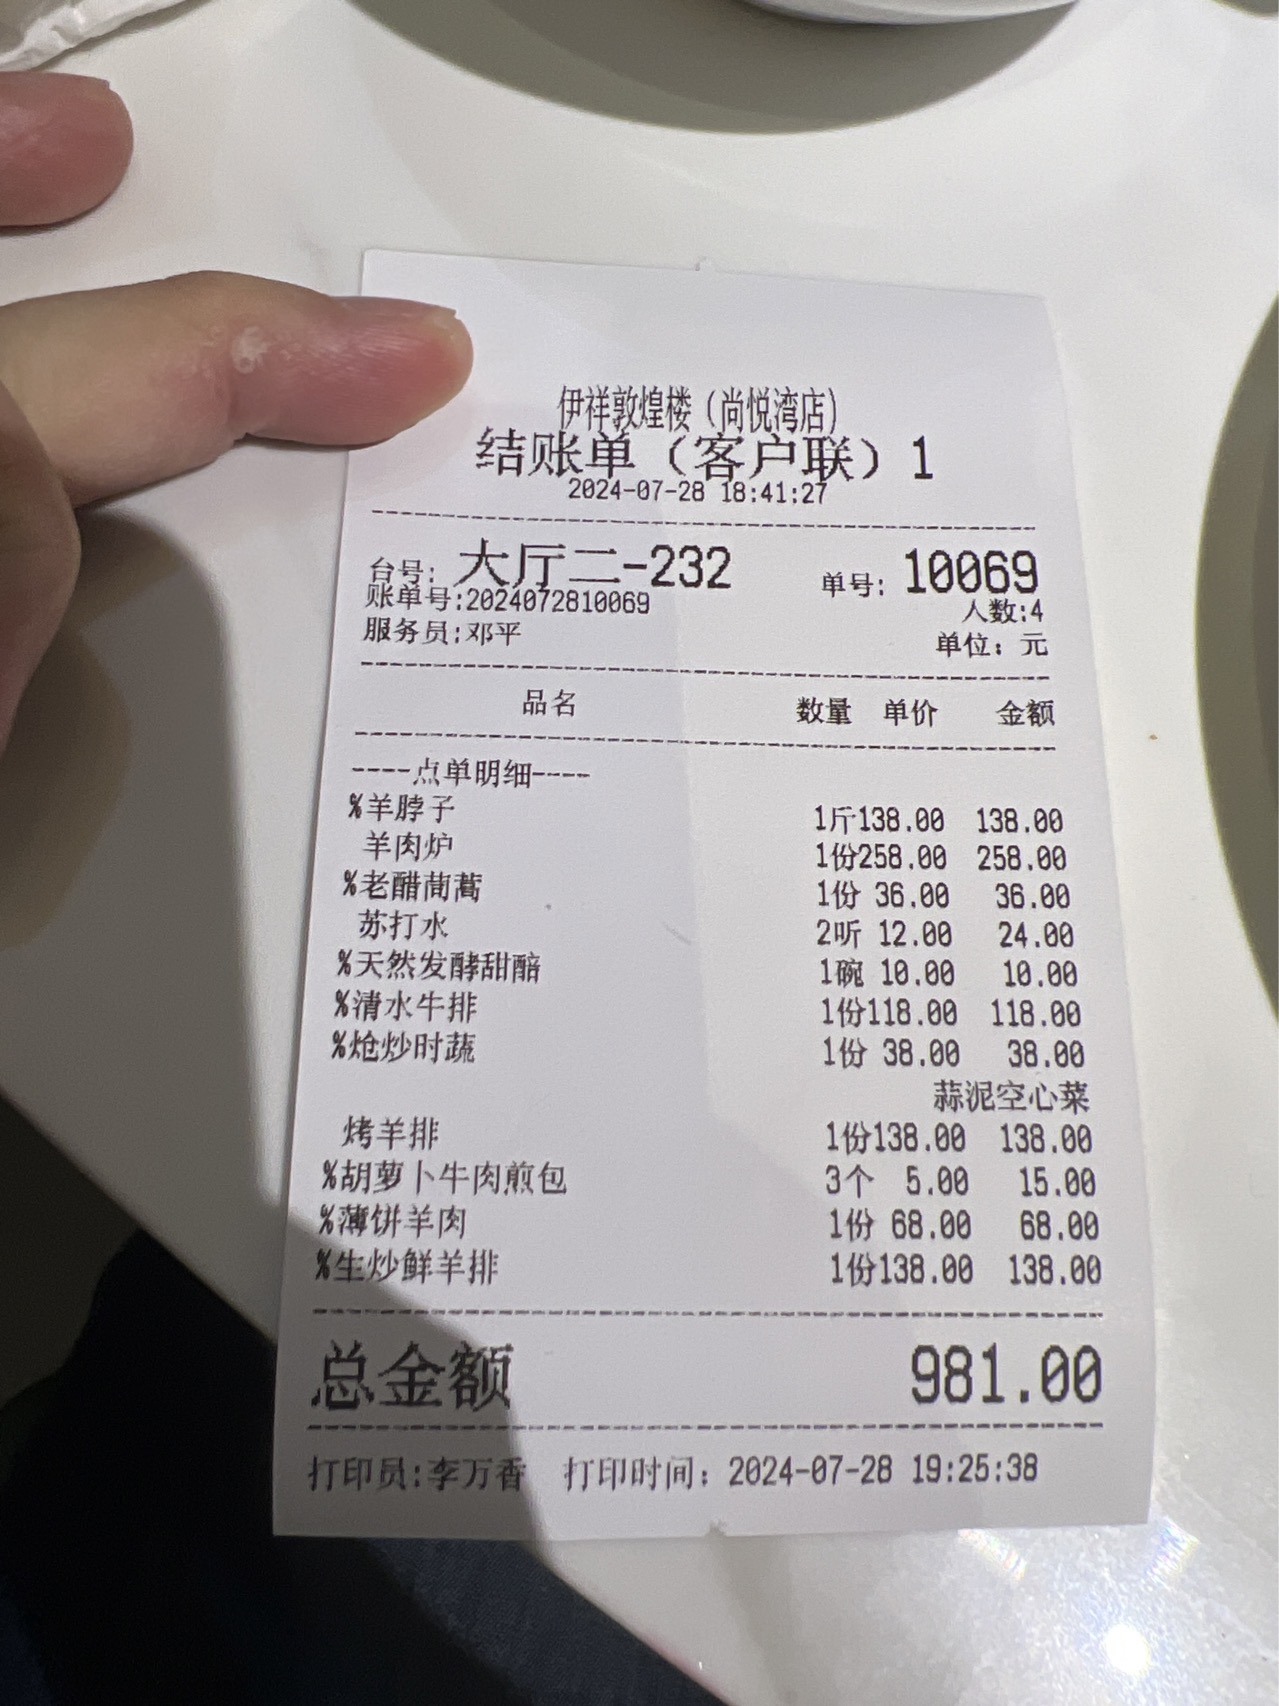 伊祥敦煌楼（尚悦湾店）
结账单（客户联）1
2024-07-28 18:41:27
台号: 大厅二-232 单号: 10069
账单号:2024072810069 人数:4
服务员:邓平 单位: 元
品名 数量 单价 金额
----点单明细----
%羊脖子 1斤138.00 138.00
羊肉炉 1份258.00 258.00
%老醋茼蒿 1份 36.00 36.00
苏打水 2听 12.00 24.00
%天然发酵甜醅 1碗 10.00 10.00
%清水牛排 1份118.00 118.00
%炝炒时蔬 1份 38.00 38.00
蒜泥空心菜
烤羊排 1份138.00 138.00
%胡萝卜牛肉煎包 3个 5.00 15.00
%薄饼羊肉 1份 68.00 68.00
%生炒鲜羊排 1份138.00 138.00
总金额 981.00
打印员:李万香 打印时间: 2024-07-28 19:25:38